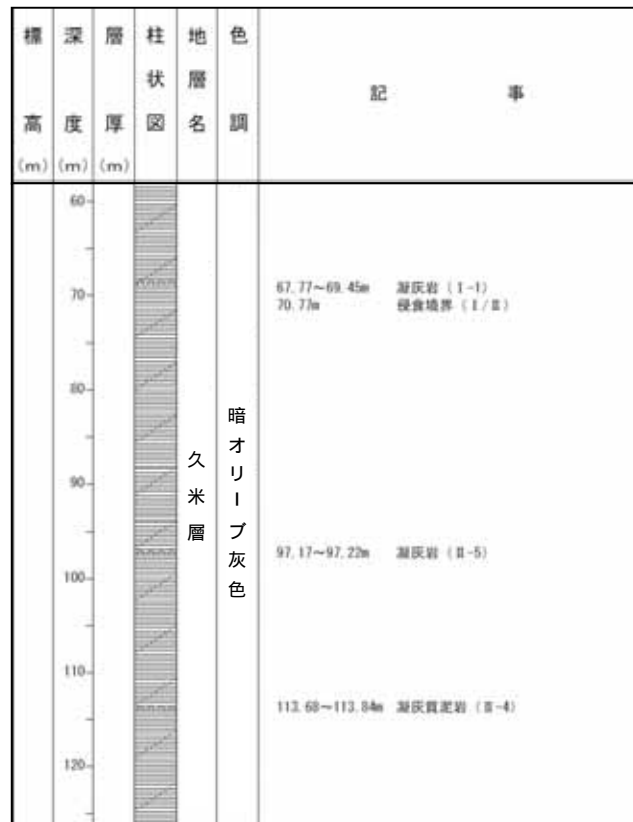 標高(m)
深度(m)
層厚(m)
柱状図
地層名
色調
記事
60
70
80
90
100
110
120
久米層
暗オリーブ灰色
67.77～69.45m 凝灰岩（Ⅰ-1）
70.77m 侵食境界（Ⅰ/Ⅱ）
97.17～97.22m 凝灰岩（Ⅱ-5）
113.68～113.84m 凝灰質泥岩（Ⅱ-4）